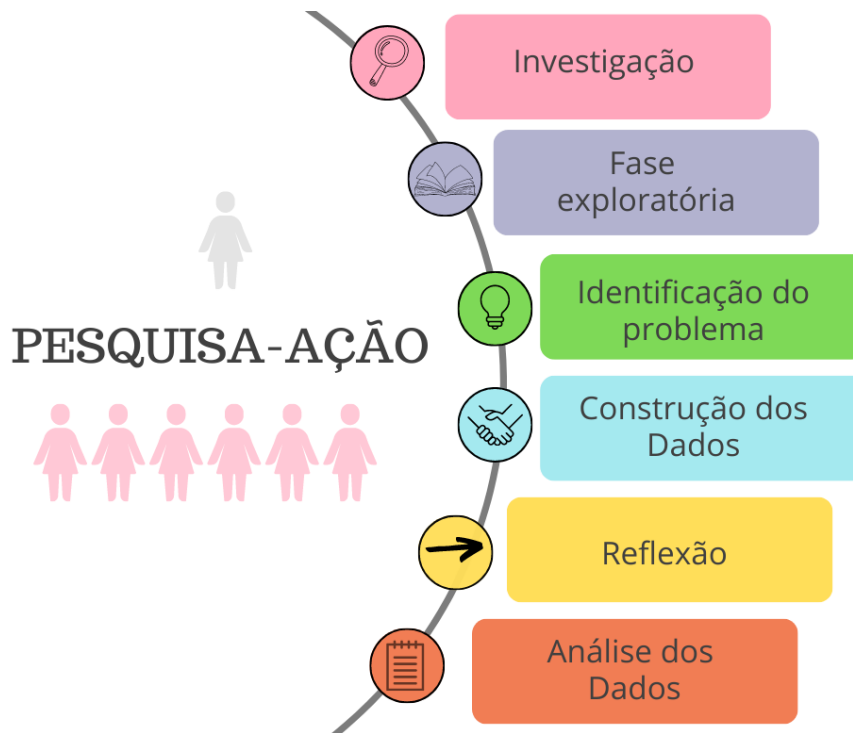 PESQUISA-AÇÃO
Investigação
Fase
exploratória
Identificação do
problema
Construção dos
Dados
Reflexão
Análise dos
Dados